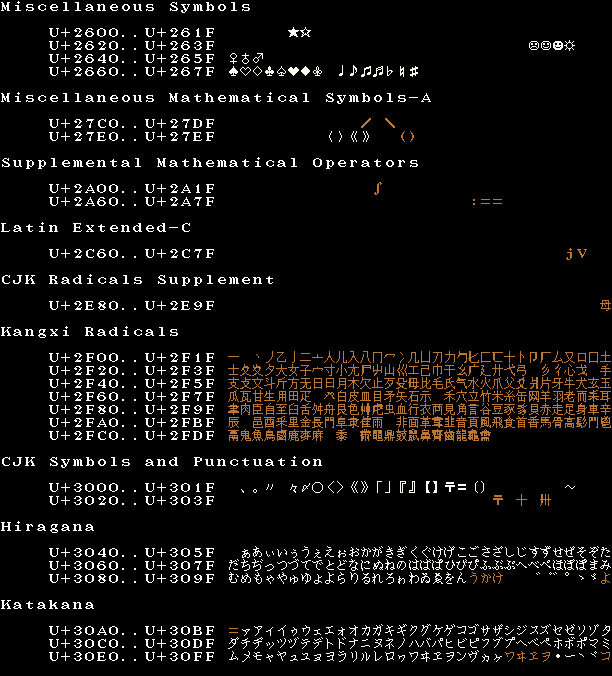 Miscellaneous Symbols
U+2600..U+261F ★☆
U+2620..U+263F ☹☺☻☼
U+2640..U+265F ♀♁♂
U+2660..U+267F ♠♡♢♣♤♥♦♧ ♩♪♫♬♭♮♯
Miscellaneous Mathematical Symbols-A
U+27C0..U+27DF ⟋ ⟍
U+27E0..U+27EF ⟨⟩⟪⟫ ⟮⟯
Supplemental Mathematical Operators
U+2A00..U+2A1F ∫
U+2A60..U+2A7F :==
Latin Extended-C
U+2C60..U+2C7F jV
CJK Radicals Supplement
U+2E80..U+2E9F 母
Kangxi Radicals
U+2F00..U+2F1F 一 丶丿乙亅二亠人儿入八冂冖冫几凵刀力勹匕匚匸十卜卩厂厶又口囗土
U+2F20..U+2F3F 士夂夊夕大女子宀寸小尢尸屮山巛工己巾干幺广廴廾弋弓 彡彳心戈 手
U+2F40..U+2F5F 支攴文斗斤方无日曰月木欠止歹殳毋比毛氏气水火爪父爻爿片牙牛犬玄玉
U+2F60..U+2F7F 瓜瓦甘生用田疋 癶白皮皿目矛矢石示 禾穴立竹米糸缶网羊羽老而耒耳
U+2F80..U+2F9F 聿肉臣自至臼舌舛舟艮色艸虍虫血行衣襾見角言谷豆豕豸貝赤走足身車辛
U+2FA0..U+2FBF 辰 邑酉釆里金長門阜隶隹雨 非面革韋韭音頁風飛食首香馬骨高髟鬥鬯
U+2FC0..U+2FDF 鬲鬼魚鳥鹵鹿麥麻 黍 黹黽鼎鼓鼠鼻齊齒龍龜龠
CJK Symbols and Punctuation
U+3000..U+301F 、。〃 々〆〇〈〉《》「」『』【】〒〓〔〕 〜
U+3020..U+303F 〒 十 卅
Hiragana
U+3040..U+305F ぁあぃいぅうぇえぉおかがきぎくぐけげこごさざしじすずせぜそぞた
U+3060..U+307F だちぢっつづてでとどなにぬねのはばぱひびぴふぶぷへべぺほぼぽまみ
U+3080..U+309F むめもゃやゅゆょよらりるれろゎわゐゑをんうかけ ゛゜ゝゞよ
Katakana
U+30A0..U+30BF =ァアィイゥウェエォオカガキギクグケゲコゴサザシジスズセゼソゾタ
U+30C0..U+30DF ダチヂッツヅテデトドナニヌネノハバパヒビピフブプヘベペホボポマミ
U+30E0..U+30FF ムメモャヤュユョヨラリルレロヮワヰヱヲンヴヵヶワヰヱヲ・ーヽヾコ